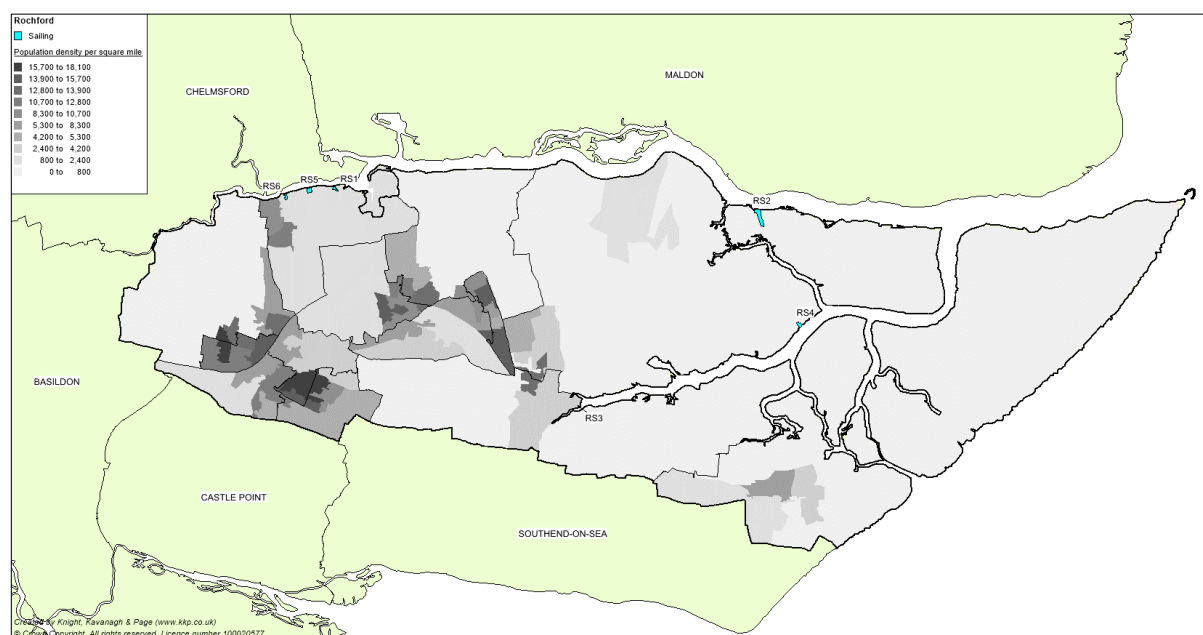 Rochford
Sailing
Population density per square mile
15,700 to 18,100
13,900 to 15,700
12,800 to 13,900
10,700 to 12,800
8,300 to 10,700
5,300 to 8,300
4,200 to 5,300
2,400 to 4,200
800 to 2,400
0 to 800
MALDON
CHELMSFORD
RS6
RS5
RS1
RS2
RS4
BASILDON
RS3
CASTLE POINT
SOUTHEND-ON-SEA
Created by Knight, Kavanagh & Page (www.kkp.co.uk)
© Crown Copyright. All rights reserved. Licence number 100020577